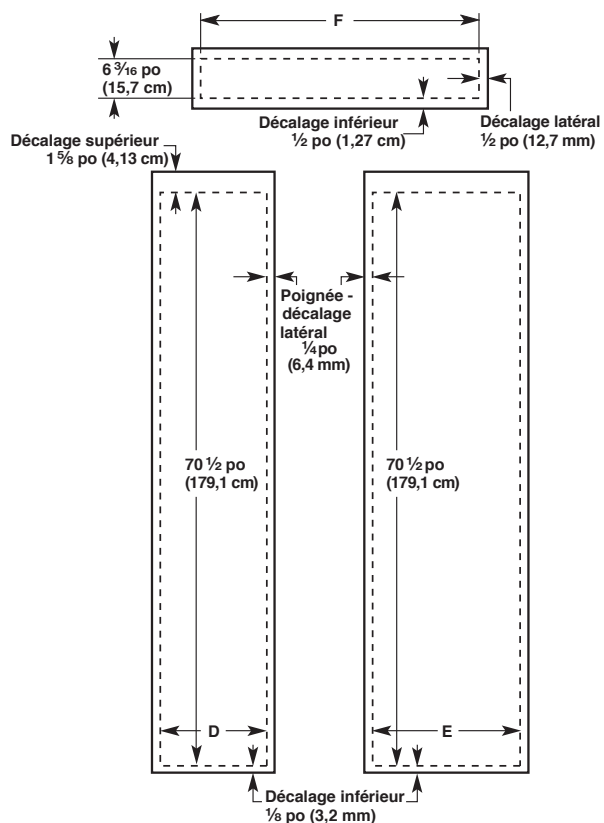 F
6 3/16 po
(15,7 cm)
Décalage inférieur
½ po (1,27 cm)
Décalage latéral
½ po (12,7 mm)
Décalage supérieur
1 ⅝ po (4,13 cm)
Poignée -
décalage
latéral
¼ po
(6,4 mm)
70 ½ po
(179,1 cm)
70 ½ po
(179,1 cm)
D
E
Décalage inférieur
⅛ po (3,2 mm)